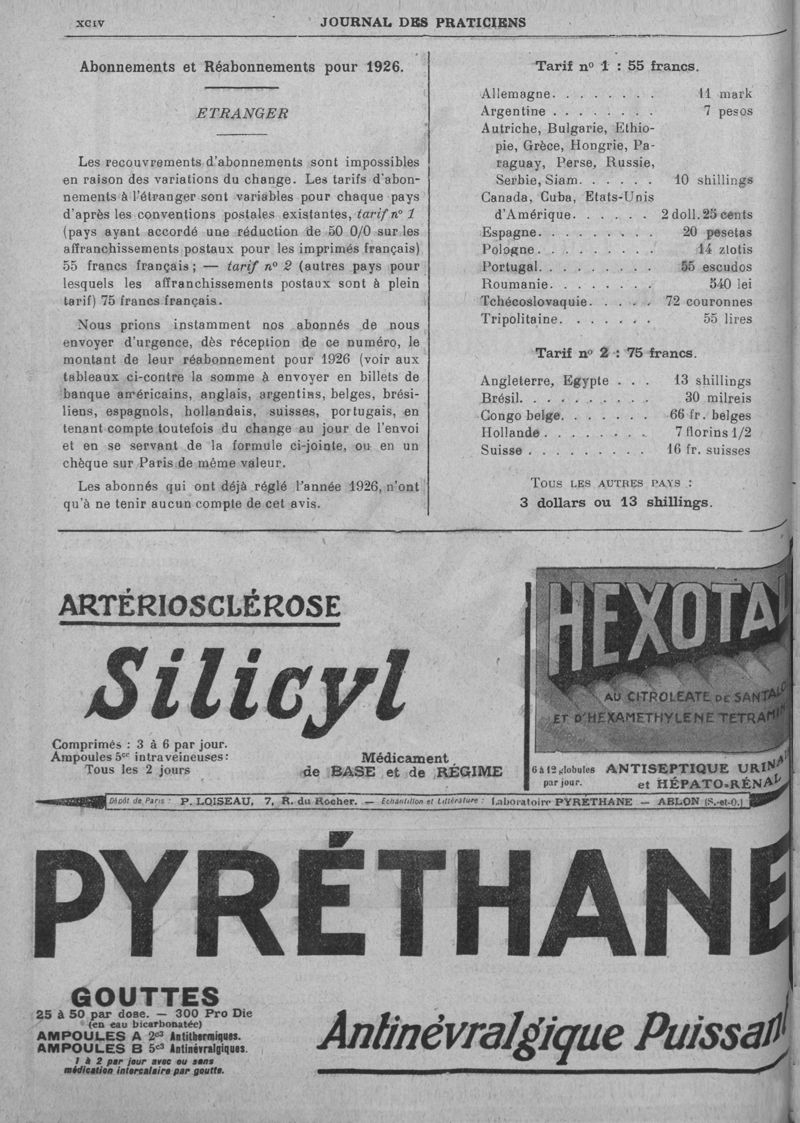 XCIV
JOURNAL DES PRATICIENS
Abonnements et Réabonnements pour 1926.
ETRANGER
Les recouvrements d'abonnements sont impossibles
en raison des variations du change. Les tarifs d'abon-
nements à l'étranger sont variables pour chaque pays
d'après les conventions postales existantes, tarif n° 1
(pays ayant accordé une réduction de 50 0/0 sur les
affranchissements postaux pour les imprimés français)
55 francs français ; — tarif n° 2 (autres pays pour
lesquels les affranchissements postaux sont à plein
tarif) 75 francs français.
Nous prions instamment nos abonnés de nous
envoyer d'urgence, dès réception de ce numéro, le
montant de leur réabonnement pour 1926 (voir aux
tableaux ci-contre la somme à envoyer en billets de
banque américains, anglais, argentins, belges, brési-
liens, espagnols, hollandais, suisses, portugais, en
tenant compte toutefois du change au jour de l'envoi
et en se servant de la formule ci-jointe, ou en un
chèque sur Paris de même valeur.
Les abonnés qui ont déjà réglé l'année 1926, n'ont
qu'à ne tenir aucun compte de cet avis.
Tarif n° 1 : 55 francs.
Allemagne. . . . . . . . 11 mark
Argentine . . . . . . . . 7 pesos
Autriche, Bulgarie, Ethio-
pie, Grèce, Hongrie, Pa-
raguay, Perse, Russie,
Serbie, Siam. . . . . . 10 shillings
Canada, Cuba, Etats-Unis
d'Amérique. . . . . . 2 doll. 25 cents
Espagne. . . . . . . . . 20 pesetas
Pologne. . . . . . . . . 14 zlotis
Portugal. . . . . . . . . 55 escudos
Roumanie. . . . . . . . 340 lei
Tchécoslovaquie. . . . . 72 couronnes
Tripolitaine. . . . . . . 55 lires
Tarif n° 2 : 75 francs.
Angleterre, Egypte . . . 13 shillings
Brésil. . . . . . . . . . 30 milreis
Congo belge. . . . . . . 66 fr. belges
Hollande . . . . . . . . 7 florins 1/2
Suisse . . . . . . . . . 16 fr. suisses
TOUS LES AUTRES PAYS :
3 dollars ou 13 shillings.
ARTÉRIOSCLÉROSE
Silicyl
Comprimés : 3 à 6 par jour.
Ampoules 5cc intraveineuses :
Tous les 2 jours
Médicament
de BASE et de RÉGIME
HEXOTAL
AU CITROLEATE DE SANTALO
ET D'HEXAMETHYLENE TETRAMIN
6 à 12 globules
par jour.
ANTISEPTIQUE URINA
et HÉPATO-RÉNAL
Dépôt de Paris : P. LOISEAU, 7, R. du Rocher. — Echantillon et Littérature : Laboratoire PYRÉTHANE — ABLON (S.-et-O.)
PYRÉTHANE
GOUTTES
25 à 50 par dose. — 300 Pro Die
(en eau bicarbonatée)
AMPOULES A 2c3 Antithermiques.
AMPOULES B 5c3 Antinévralgiques.
1 à 2 par jour avec ou sans
médication intercalaire par goutte.
Antinévralgique Puissant